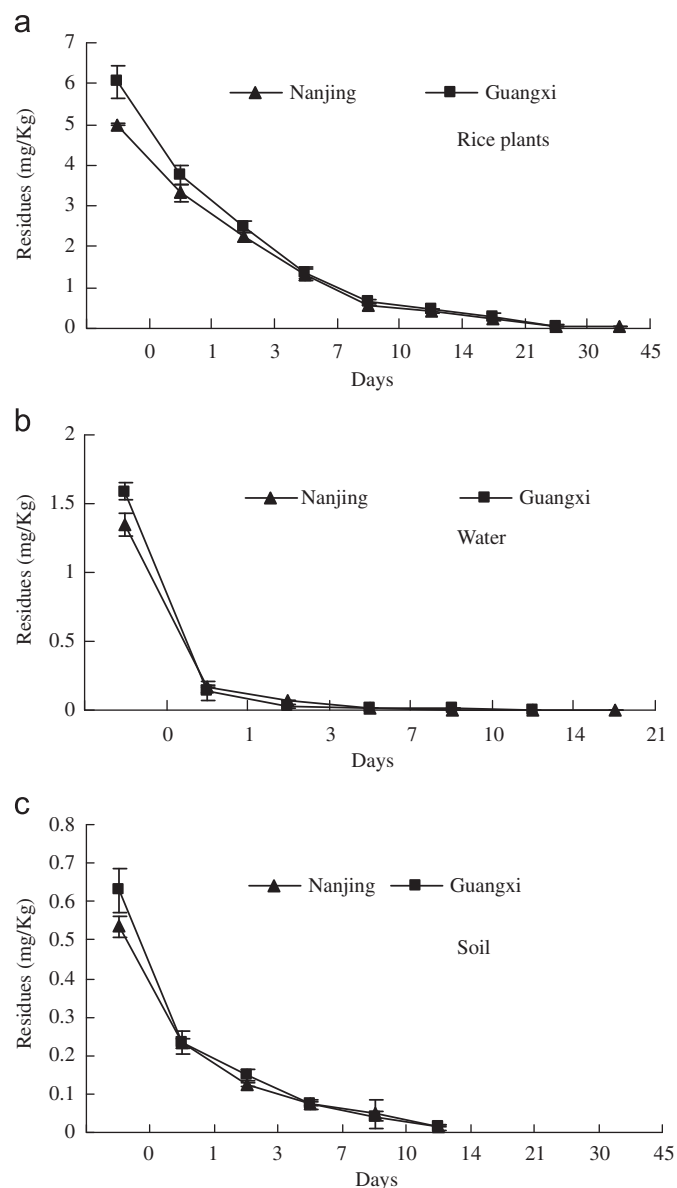 a
7
6
5
4
3
2
1
0
Residues (mg/Kg)
Nanjing Guangxi
Rice plants
0 1 3 7 10 14 21 30 45
Days
b
2
1.5
1
0.5
0
Residues (mg/Kg)
Nanjing Guangxi
Water
0 1 3 7 10 14 21
Days
c
0.8
0.7
0.6
0.5
0.4
0.3
0.2
0.1
0
Residues (mg/Kg)
Nanjing Guangxi
Soil
0 1 3 7 10 14 21 30 45
Days